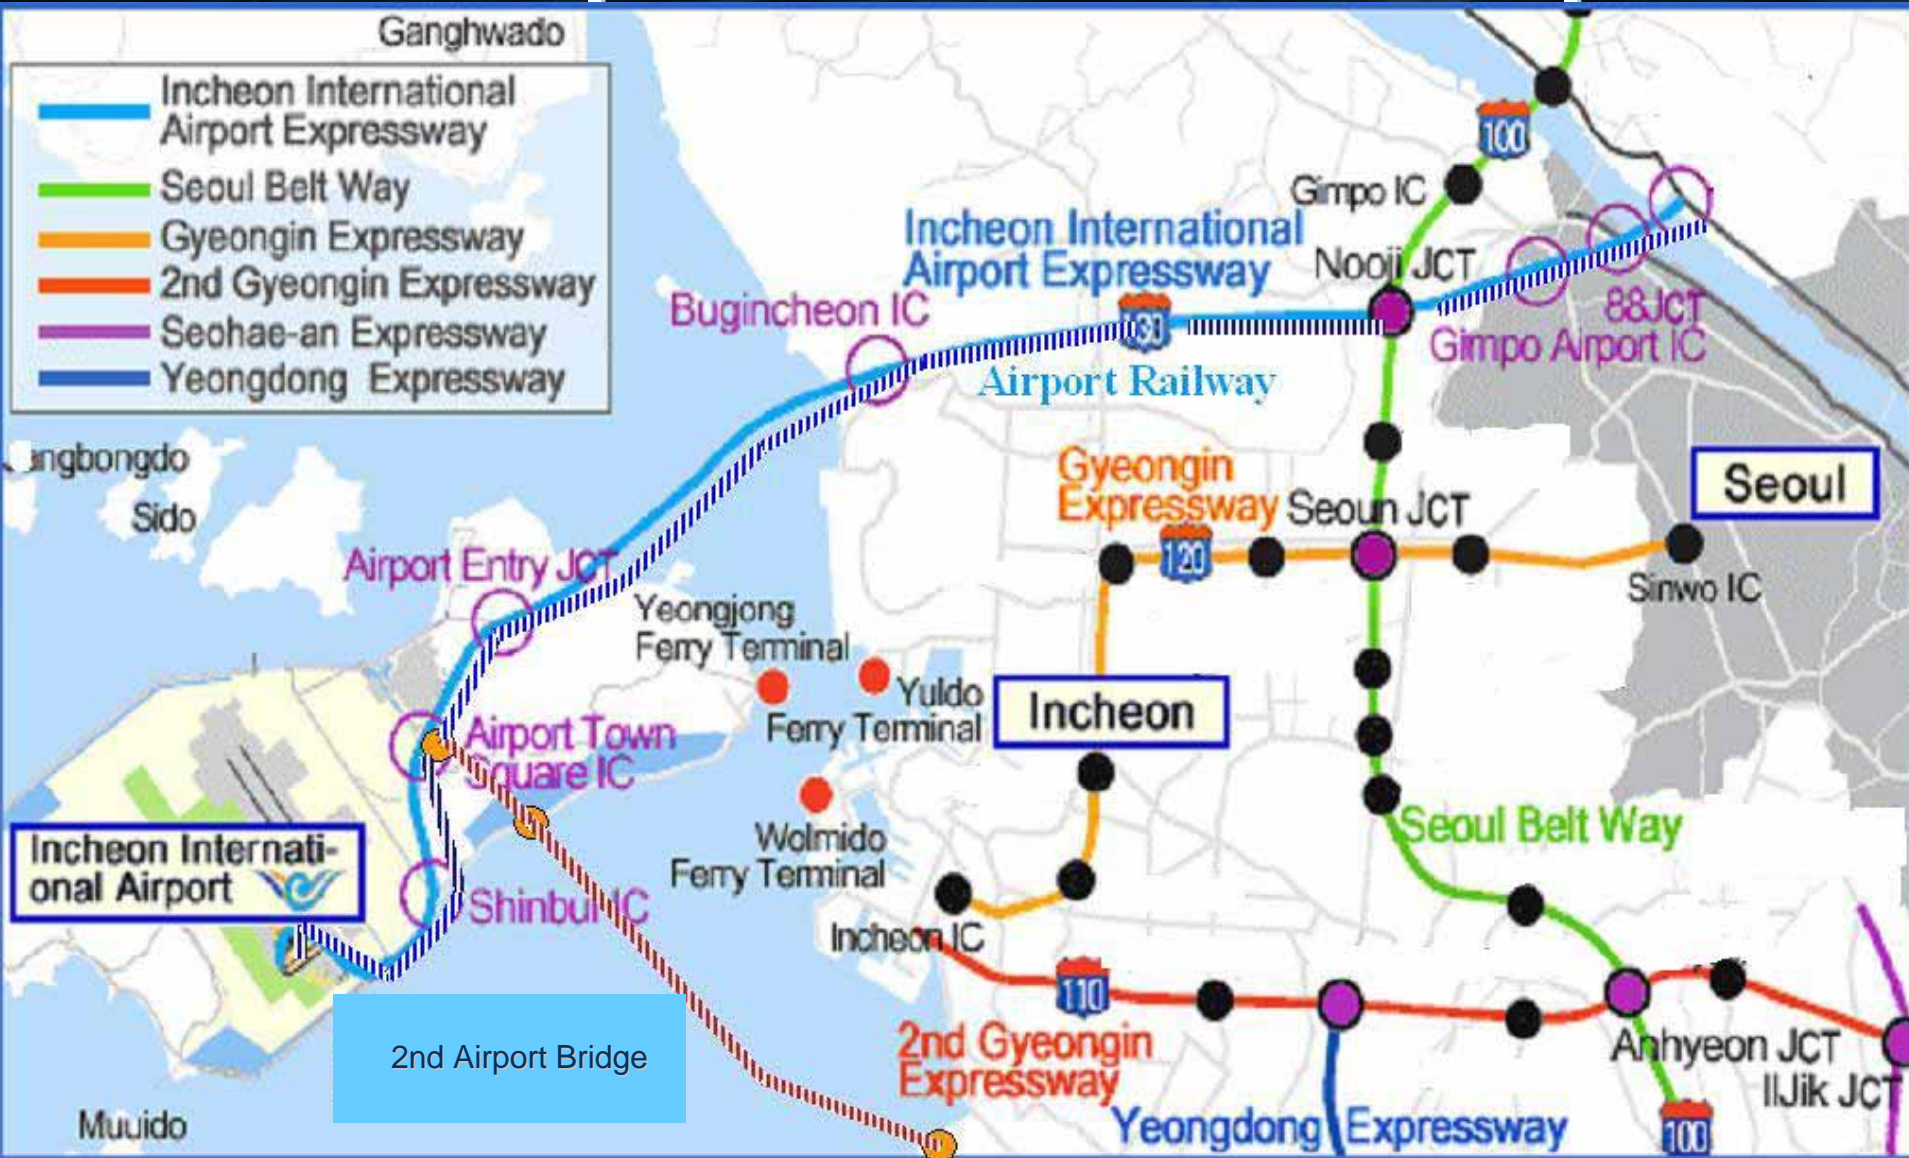 Ganghwado
Incheon International
Airport Expressway
Seoul Belt Way
Gyeongin Expressway
2nd Gyeongin Expressway
Seohae-an Expressway
Yeongdong Expressway
100
Gimpo IC
Incheon International
Airport Expressway
Nooji JCT
Bugincheon IC
130
88JCT
Gimpo Airport IC
Airport Railway
angbongdo
Sido
Gyeongin
Expressway
Seoun JCT
Seoul
120
Sinwo IC
Airport Entry JCT
Yeongjong
Ferry Terminal
Yuldo
Ferry Terminal
Incheon
Airport Town
Square IC
Wolmido
Ferry Terminal
Seoul Belt Way
Incheon Internati-
onal Airport
Shinbul IC
Incheon IC
110
2nd Gyeongin
Expressway
Anhyeon JCT
IlJik JCT
2nd Airport Bridge
Muuido
Yeongdong Expressway
100